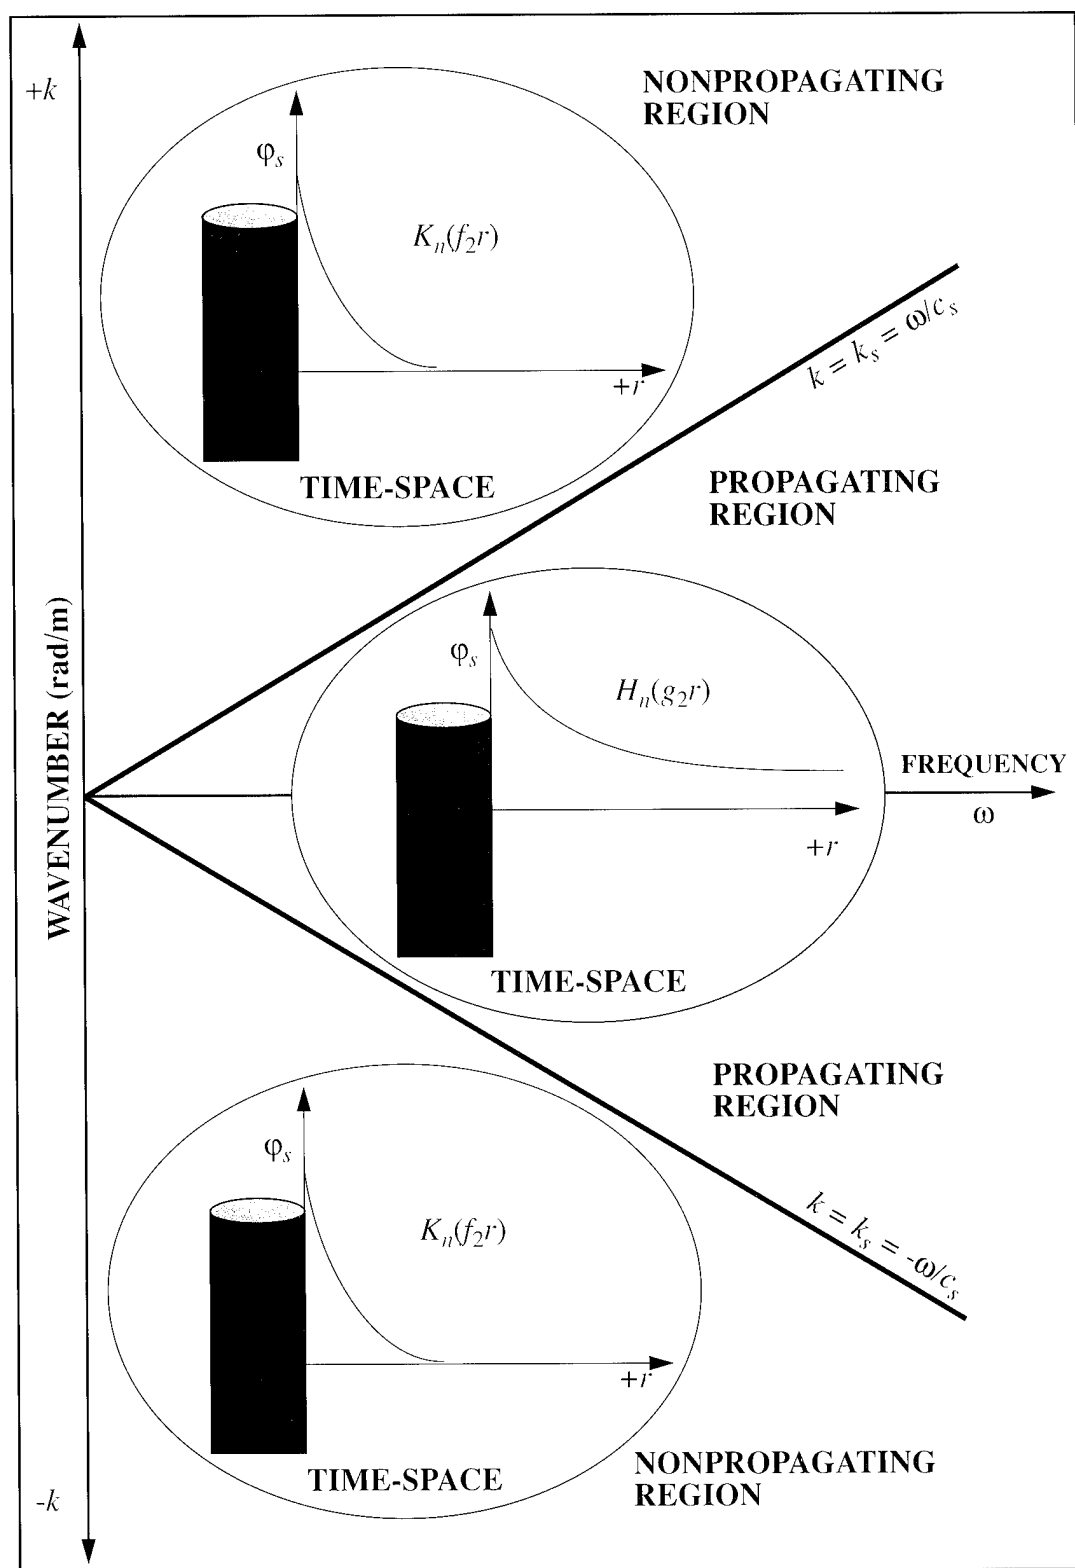 +k
NONPROPAGATING
REGION
φs
Kn(f2r)
+r
TIME-SPACE
k = ks = ω/cs
PROPAGATING
REGION
WAVENUMBER (rad/m)
φs
Hn(g2r)
FREQUENCY
ω
+r
TIME-SPACE
PROPAGATING
REGION
φs
Kn(f2r)
k = ks = -ω/cs
+r
TIME-SPACE
NONPROPAGATING
REGION
-k